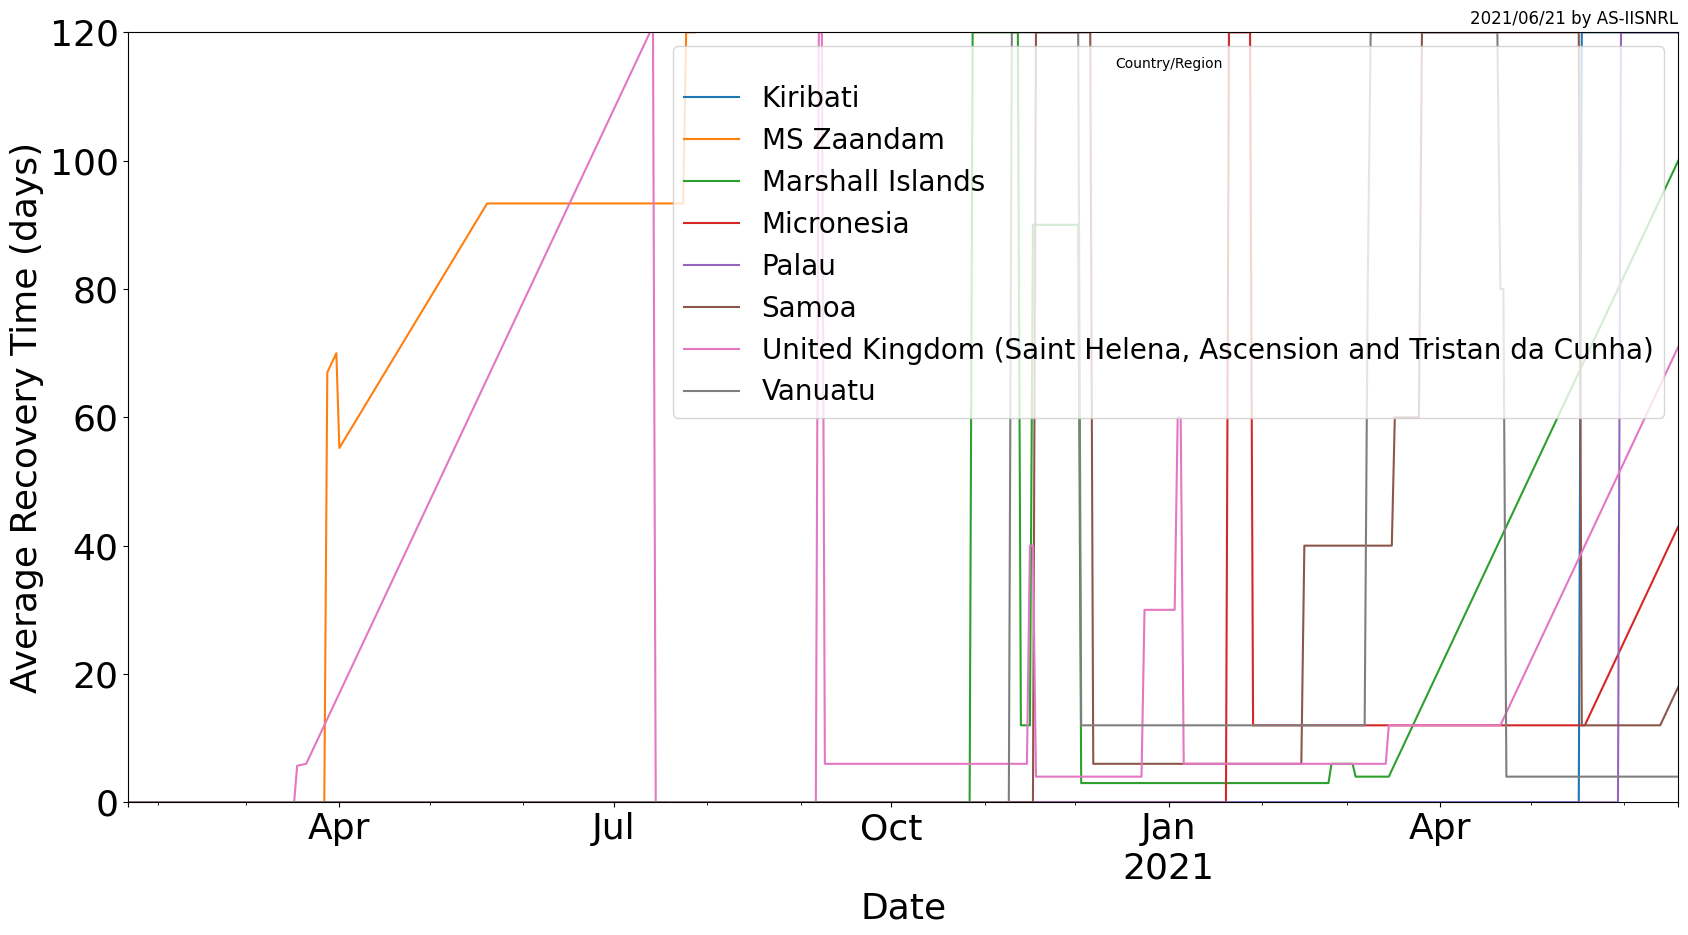 2021/06/21 by AS-IISNRL
Average Recovery Time (days)
120
100
80
60
40
20
0
Country/Region
Kiribati
MS Zaandam
Marshall Islands
Micronesia
Palau
Samoa
United Kingdom (Saint Helena, Ascension and Tristan da Cunha)
Vanuatu
Apr Jul Oct Jan Apr
2021
Date